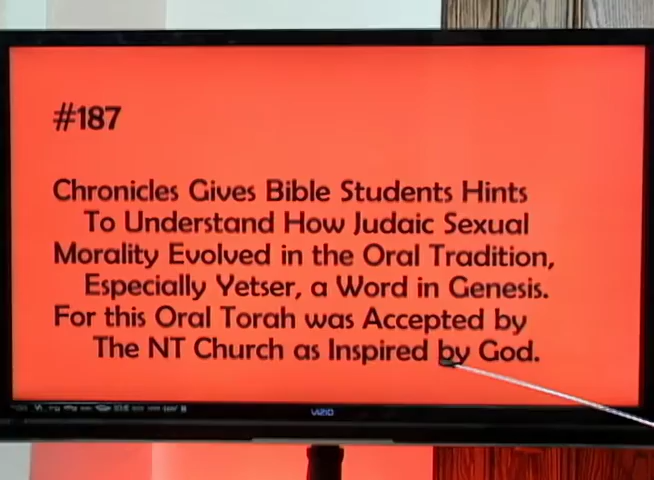 #187
Chronicles Gives Bible Students Hints
To Understand How Judaic Sexual
Morality Evolved in the Oral Tradition,
Especially Yetser, a Word in Genesis.
For this Oral Torah was Accepted by
The NT Church as Inspired by God.
VIZIO